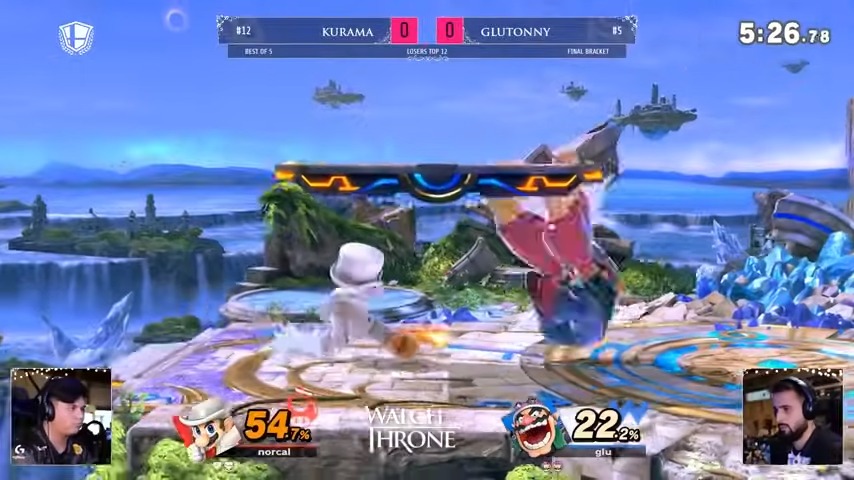 #12 KURAMA 0 0 GLUTONNY #5
BEST OF 5 LOSERS TOP 12 FINAL BRACKET
5:26.78
54.7%
norcal
WATCH
THRONE
22.2%
glu